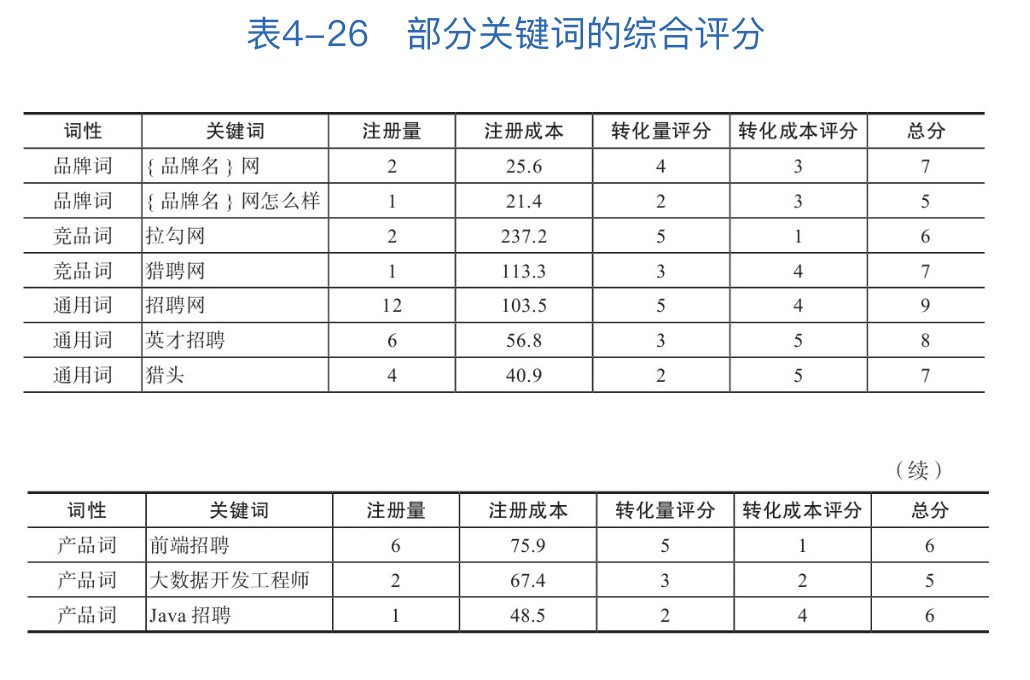 表4-26 部分关键词的综合评分
词性 关键词 注册量 注册成本 转化量评分 转化成本评分 总分
品牌词 {品牌名}网 2 25.6 4 3 7
品牌词 {品牌名}网怎么样 1 21.4 2 3 5
竞品词 拉勾网 2 237.2 5 1 6
竞品词 猎聘网 1 113.3 3 4 7
通用词 招聘网 12 103.5 5 4 9
通用词 英才招聘 6 56.8 3 5 8
通用词 猎头 4 40.9 2 5 7
（续）
词性 关键词 注册量 注册成本 转化量评分 转化成本评分 总分
产品词 前端招聘 6 75.9 5 1 6
产品词 大数据开发工程师 2 67.4 3 2 5
产品词 Java 招聘 1 48.5 2 4 6